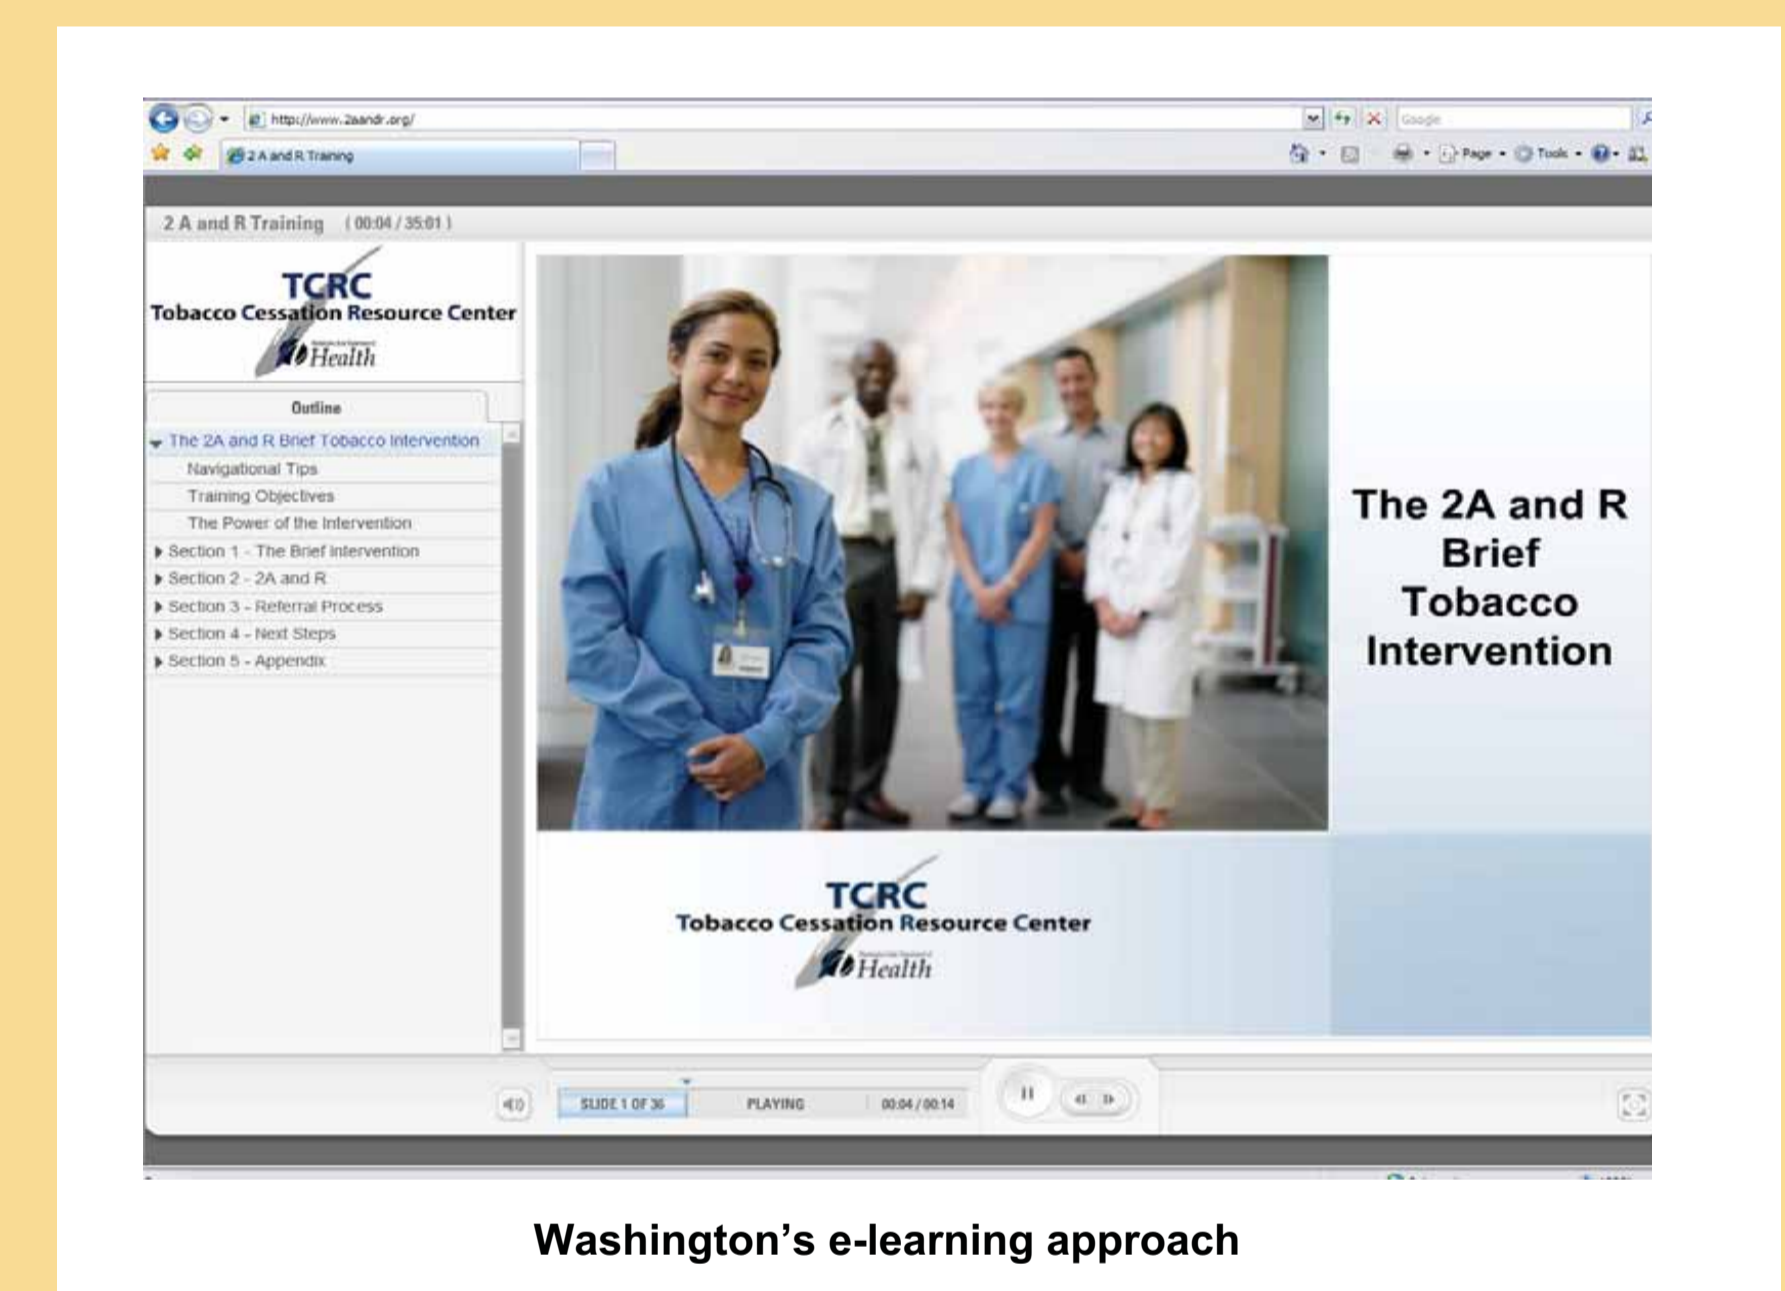 http://www.2aandr.org/
Google
2 A and R Training
Page
Tools
2 A and R Training ( 00:04 / 35:01 )
TCRC
Tobacco Cessation Resource Center
Health
Outline
The 2A and R Brief Tobacco Intervention
Navigational Tips
Training Objectives
The Power of the Intervention
Section 1 - The Brief Intervention
Section 2 - 2A and R
Section 3 - Referral Process
Section 4 - Next Steps
Section 5 - Appendix
The 2A and R
Brief
Tobacco
Intervention
TCRC
Tobacco Cessation Resource Center
Health
SLIDE 1 OF 36
PLAYING
00:04 / 00:14
Washington’s e-learning approach